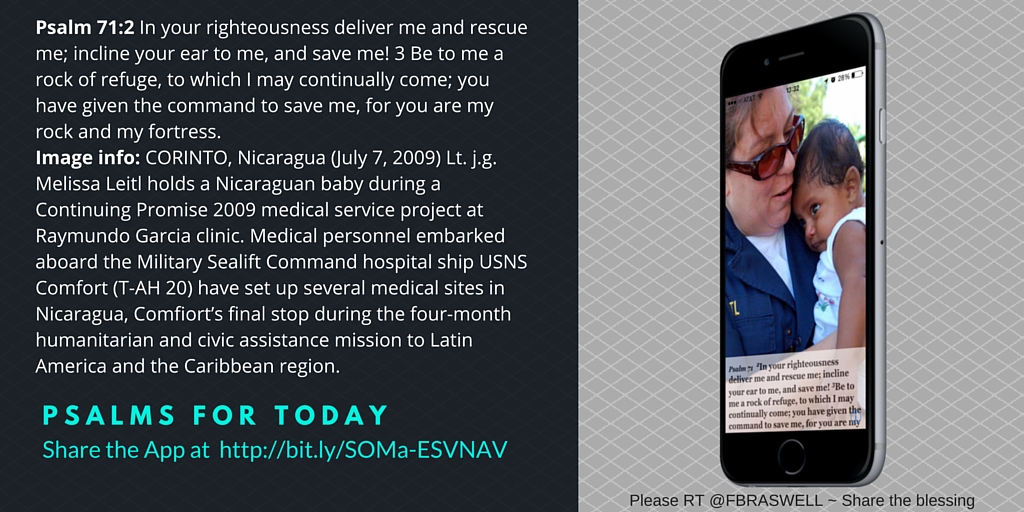 Psalm 71:2 In your righteousness deliver me and rescue
me; incline your ear to me, and save me! 3 Be to me a
rock of refuge, to which I may continually come; you
have given the command to save me, for you are my
rock and my fortress.
Image info: CORINTO, Nicaragua (July 7, 2009) Lt. j.g.
Melissa Leitl holds a Nicaraguan baby during a
Continuing Promise 2009 medical service project at
Raymundo Garcia clinic. Medical personnel embarked
aboard the Military Sealift Command hospital ship USNS
Comfort (T-AH 20) have set up several medical sites in
Nicaragua, Comfiort’s final stop during the four-month
humanitarian and civic assistance mission to Latin
America and the Caribbean region.
PSALMS FOR TODAY
Share the App at http://bit.ly/SOMa-ESVNAV
28%
TL
Psalm 71 ²In your righteousness
deliver me and rescue me; incline
your ear to me, and save me! ³Be to
me a rock of refuge, to which I may
continually come; you have given the
command to save me, for you are my
Please RT @FBRASWELL ~ Share the blessing